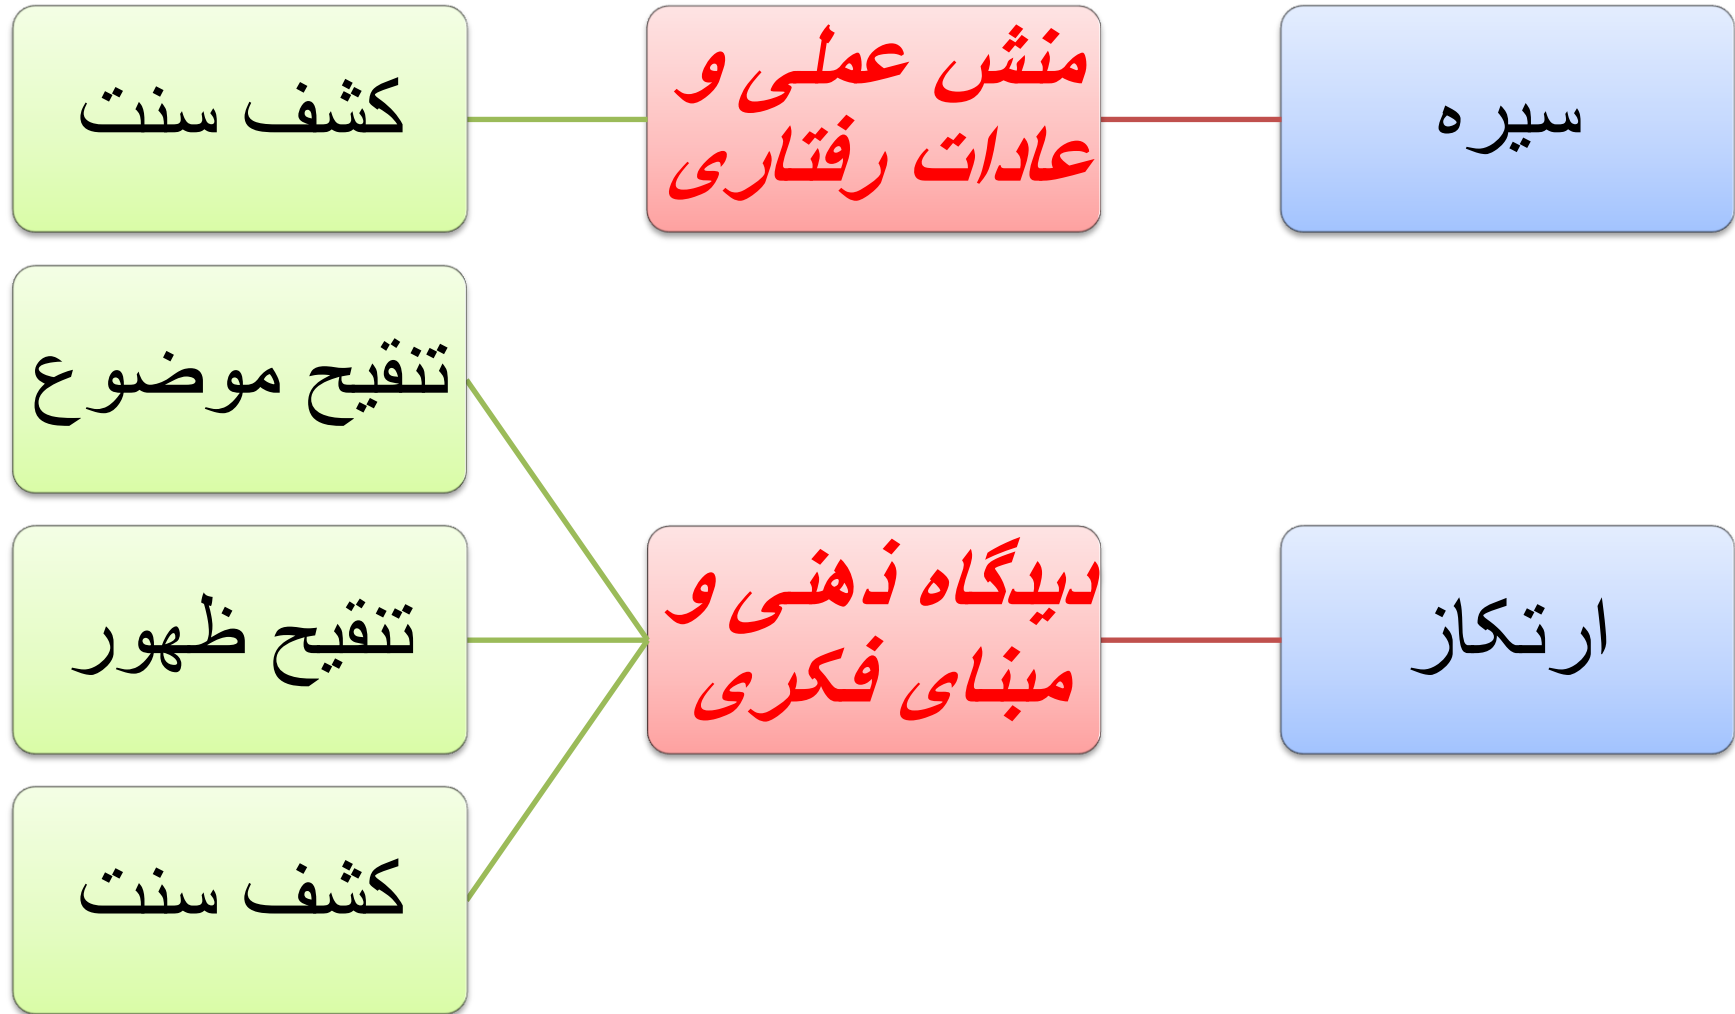 سیره
منش عملی و
عادات رفتاری
کشف سنت
ارتکاز
دیدگاه ذهنی و
مبنای فکری
تنقیح موضوع
تنقیح ظهور
کشف سنت